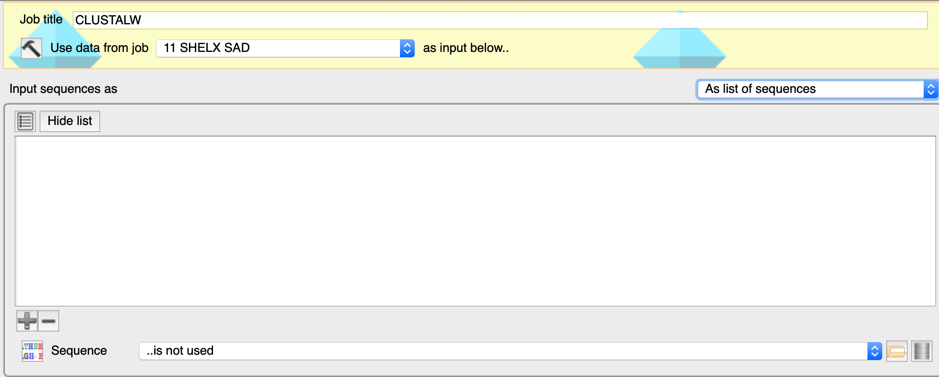 Job title CLUSTALW
Use data from job 11 SHELX SAD as input below..
Input sequences as As list of sequences
Hide list
Sequence ..is not used